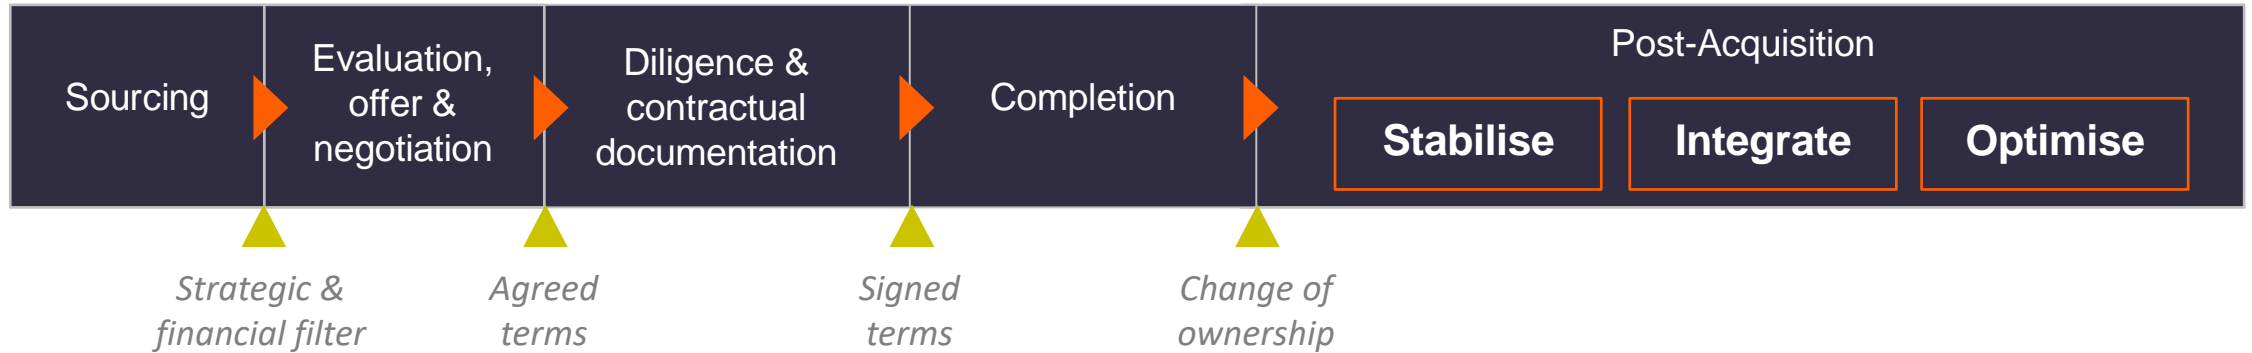 Sourcing
Evaluation,
offer &
negotiation
Diligence &
contractual
documentation
Completion
Post-Acquisition
Stabilise
Integrate
Optimise
Strategic &
financial filter
Agreed
terms
Signed
terms
Change of
ownership